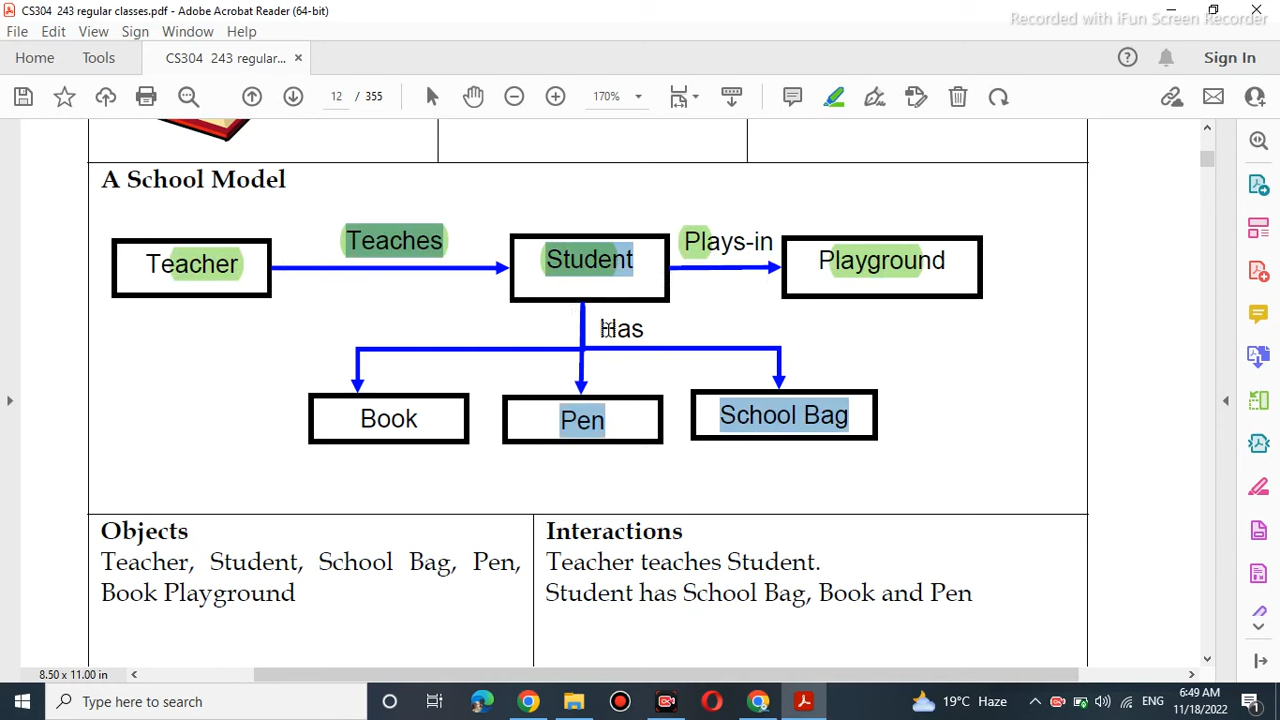 CS304 243 regular classes.pdf - Adobe Acrobat Reader (64-bit)
Recorded with iFun Screen Recorder
File Edit View Sign Window Help
Home Tools CS304 243 regular... × Sign In
12 / 355 170%
A School Model
Teaches Plays-in
Teacher Student Playground
Has
Book Pen School Bag
Objects Interactions
Teacher, Student, School Bag, Pen, Teacher teaches Student.
Book Playground Student has School Bag, Book and Pen
8.50 x 11.00 in
Type here to search 19°C Haze ENG 6:49 AM
11/18/2022 1